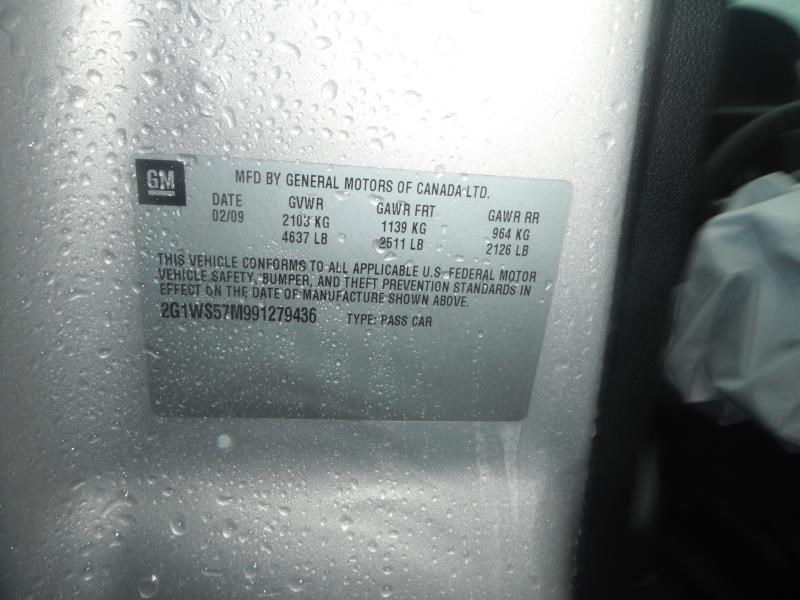 GM
MFD BY GENERAL MOTORS OF CANADA LTD.
DATE GVWR GAWR FRT GAWR RR
02/09 2103 KG 1139 KG 964 KG
4637 LB 2511 LB 2126 LB
THIS VEHICLE CONFORMS TO ALL APPLICABLE U.S. FEDERAL MOTOR
VEHICLE SAFETY, BUMPER, AND THEFT PREVENTION STANDARDS IN
EFFECT ON THE DATE OF MANUFACTURE SHOWN ABOVE.
2G1WS57M991279436 TYPE: PASS CAR